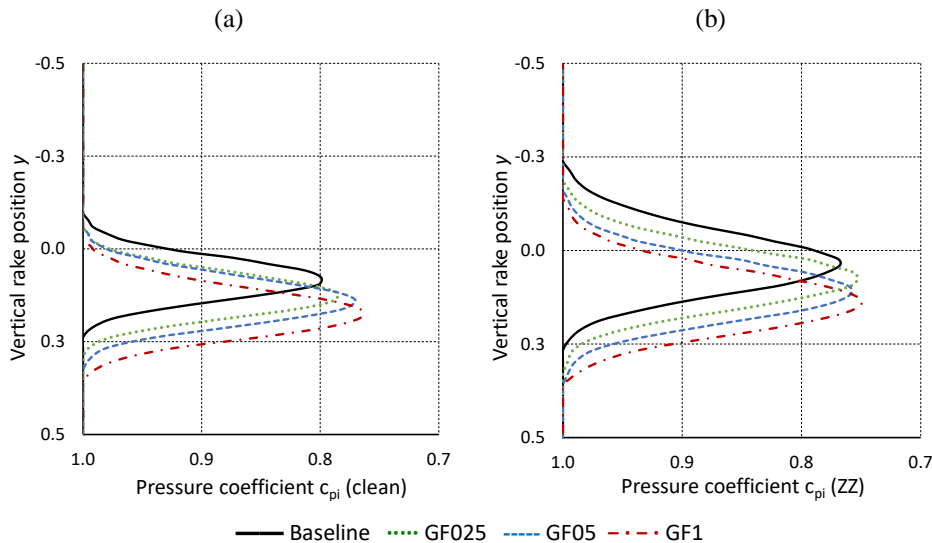 (a)
(b)
Vertical rake position y
-0.5
-0.3
0.0
0.3
0.5
1.0 0.9 0.8 0.7
Pressure coefficient cpi (clean)
Vertical rake position y
-0.5
-0.3
0.0
0.3
0.5
1.0 0.9 0.8 0.7
Pressure coefficient cpi (ZZ)
Baseline GF025 GF05 GF1